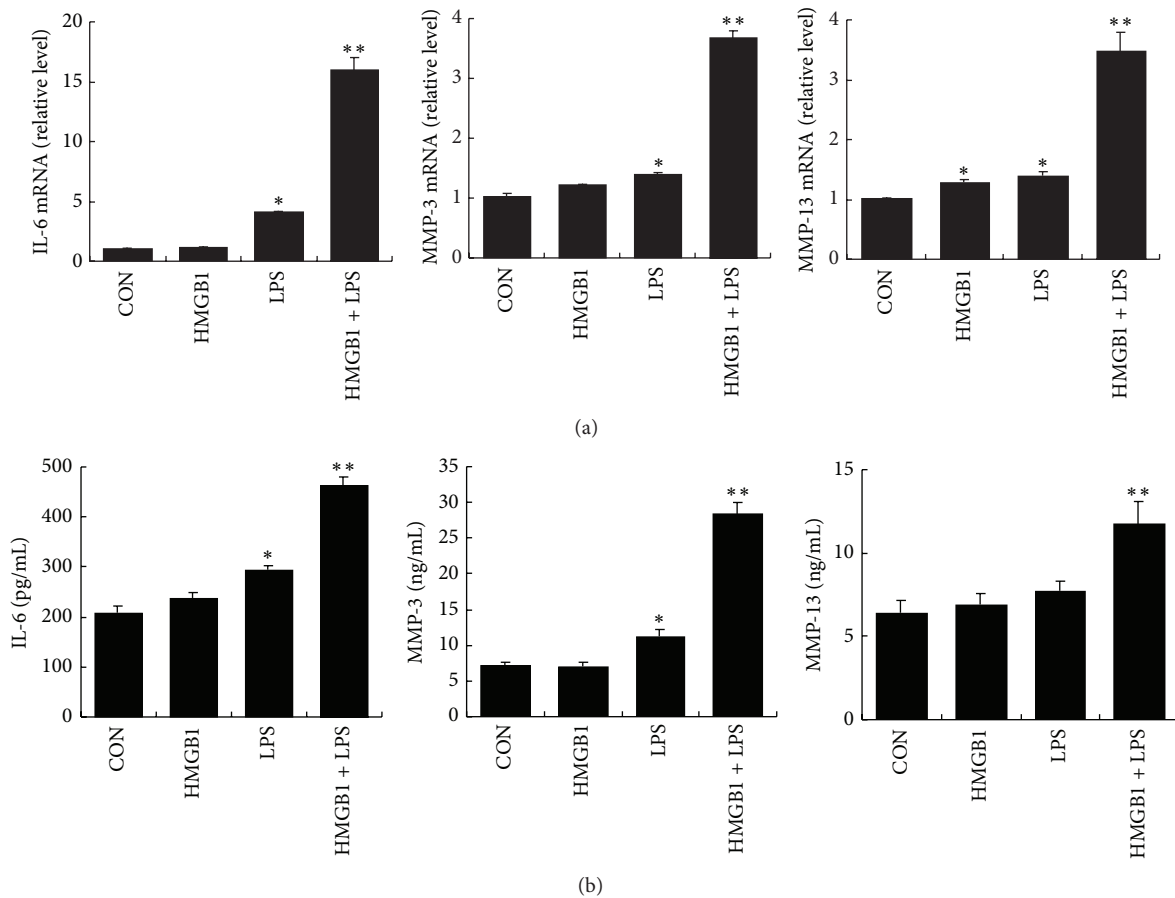 IL-6 mRNA (relative level)
20
15
10
5
0
*
**
CON
HMGB1
LPS
HMGB1 + LPS
MMP-3 mRNA (relative level)
4
3
2
1
0
*
**
CON
HMGB1
LPS
HMGB1 + LPS
MMP-13 mRNA (relative level)
4
3
2
1
0
*
*
**
CON
HMGB1
LPS
HMGB1 + LPS
(a)
IL-6 (pg/mL)
500
400
300
200
100
0
*
**
CON
HMGB1
LPS
HMGB1 + LPS
MMP-3 (ng/mL)
35
30
25
20
15
10
5
0
*
**
CON
HMGB1
LPS
HMGB1 + LPS
MMP-13 (ng/mL)
15
10
5
0
**
CON
HMGB1
LPS
HMGB1 + LPS
(b)